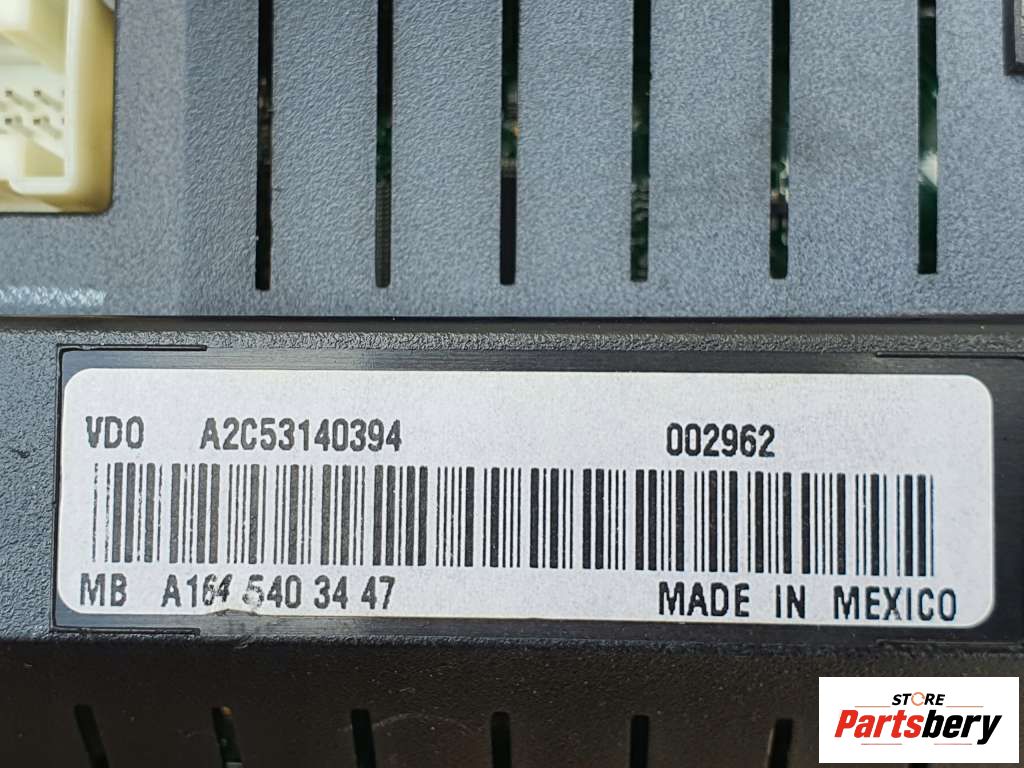 VDO A2C53140394 002962
MB A164 540 34 47 MADE IN MEXICO
STORE
Partsbery